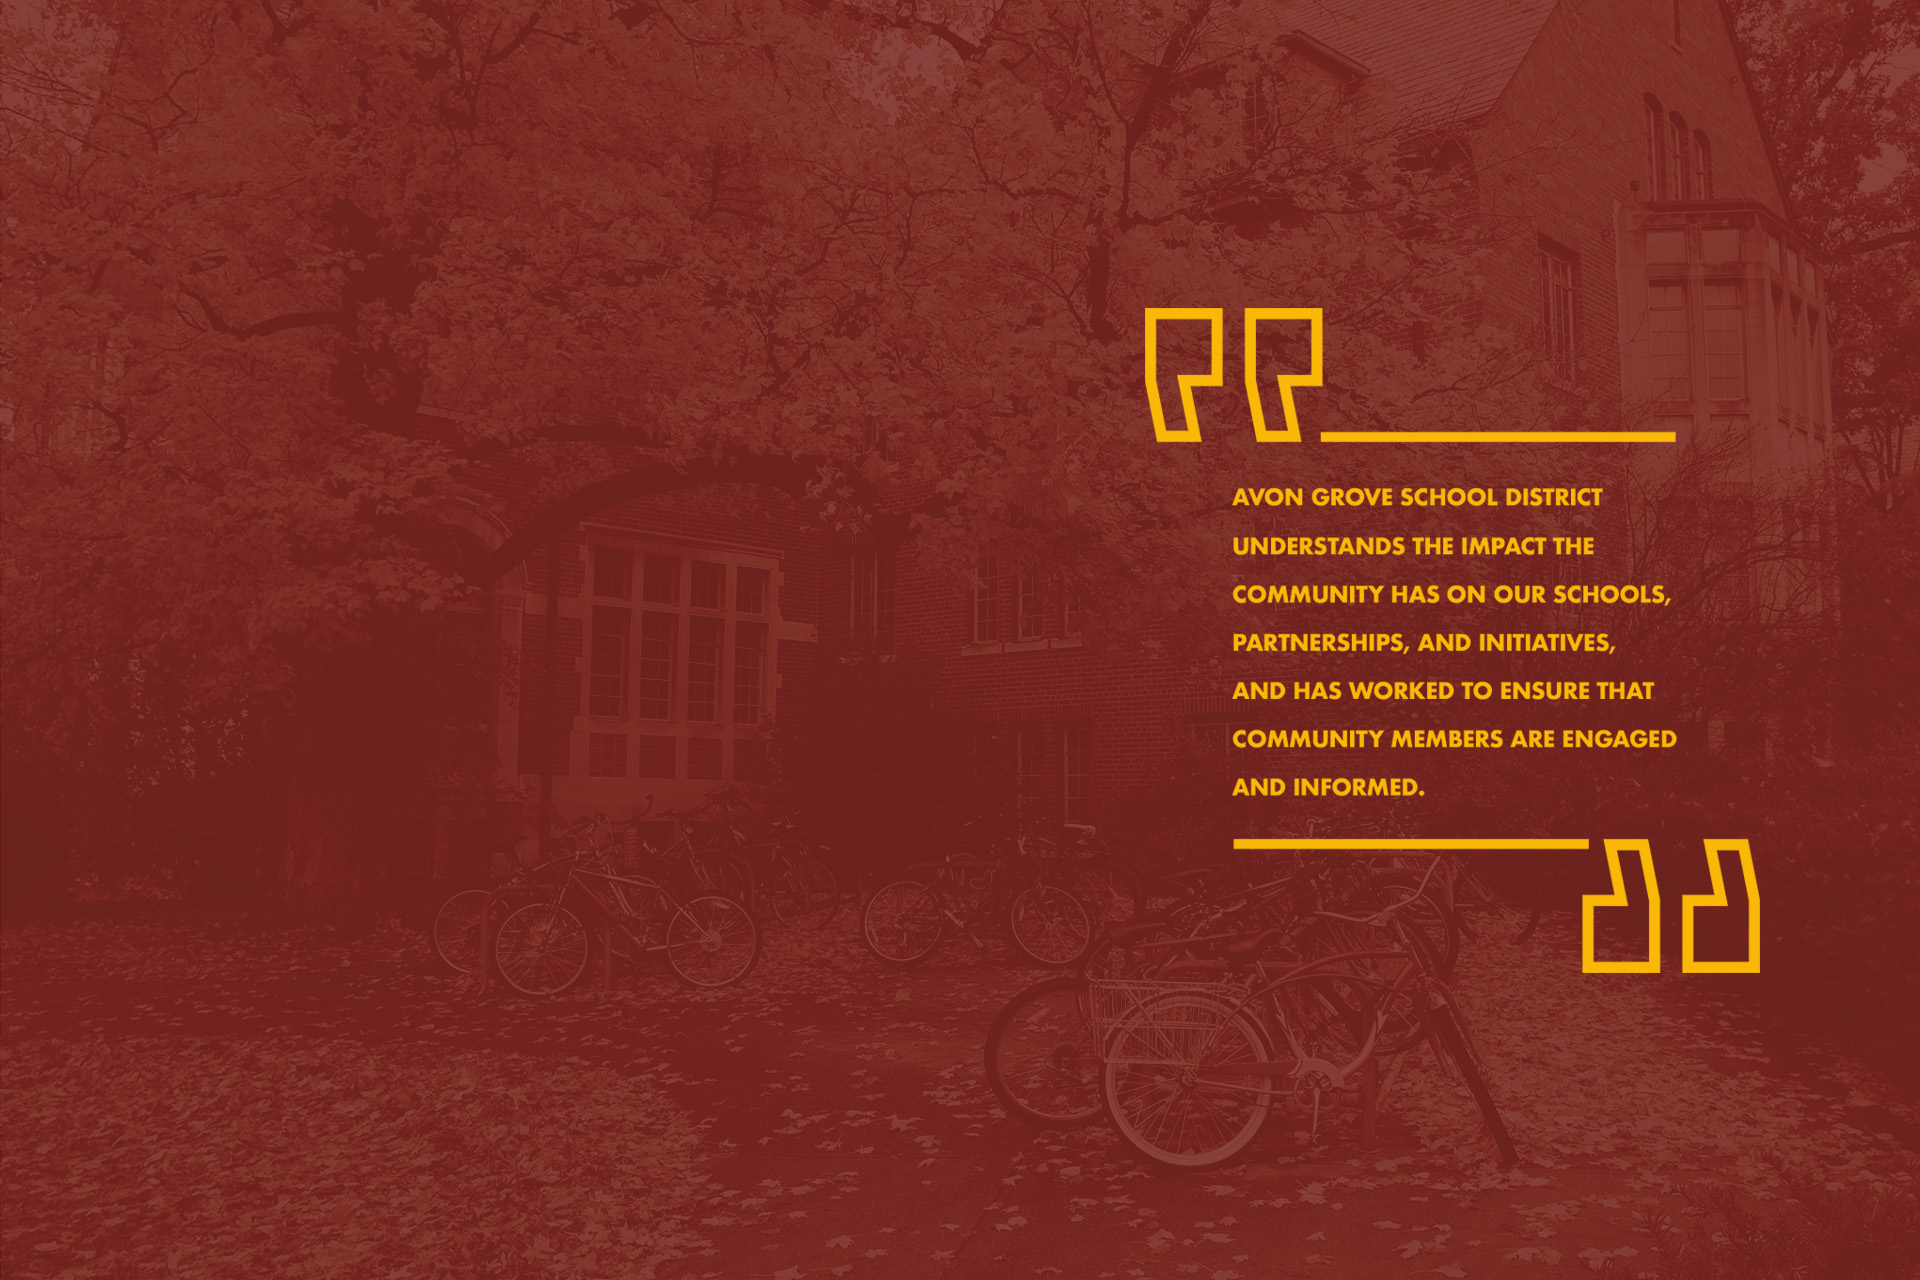 AVON GROVE SCHOOL DISTRICT
UNDERSTANDS THE IMPACT THE
COMMUNITY HAS ON OUR SCHOOLS,
PARTNERSHIPS, AND INITIATIVES,
AND HAS WORKED TO ENSURE THAT
COMMUNITY MEMBERS ARE ENGAGED
AND INFORMED.